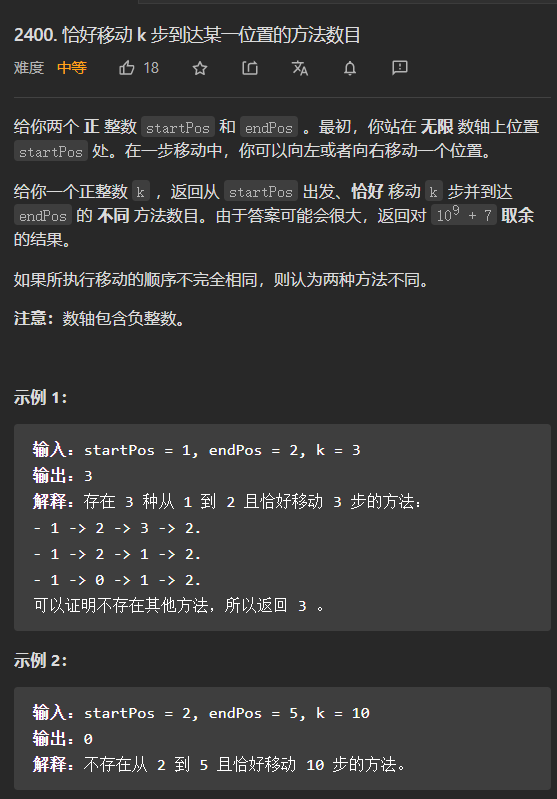 2400. 恰好移动 k 步到达某一位置的方法数目
难度 中等 18
给你两个 正 整数 startPos 和 endPos 。最初，你站在 无限 数轴上位置
startPos 处。在一步移动中，你可以向左或者向右移动一个位置。
给你一个正整数 k ，返回从 startPos 出发、恰好 移动 k 步并到达
endPos 的 不同 方法数目。由于答案可能会很大，返回对 10^9 + 7 取余
的结果。
如果所执行移动的顺序不完全相同，则认为两种方法不同。
注意：数轴包含负整数。
示例 1：
输入：startPos = 1, endPos = 2, k = 3
输出：3
解释：存在 3 种从 1 到 2 且恰好移动 3 步的方法：
- 1 -> 2 -> 3 -> 2.
- 1 -> 2 -> 1 -> 2.
- 1 -> 0 -> 1 -> 2.
可以证明不存在其他方法，所以返回 3 。
示例 2：
输入：startPos = 2, endPos = 5, k = 10
输出：0
解释：不存在从 2 到 5 且恰好移动 10 步的方法。